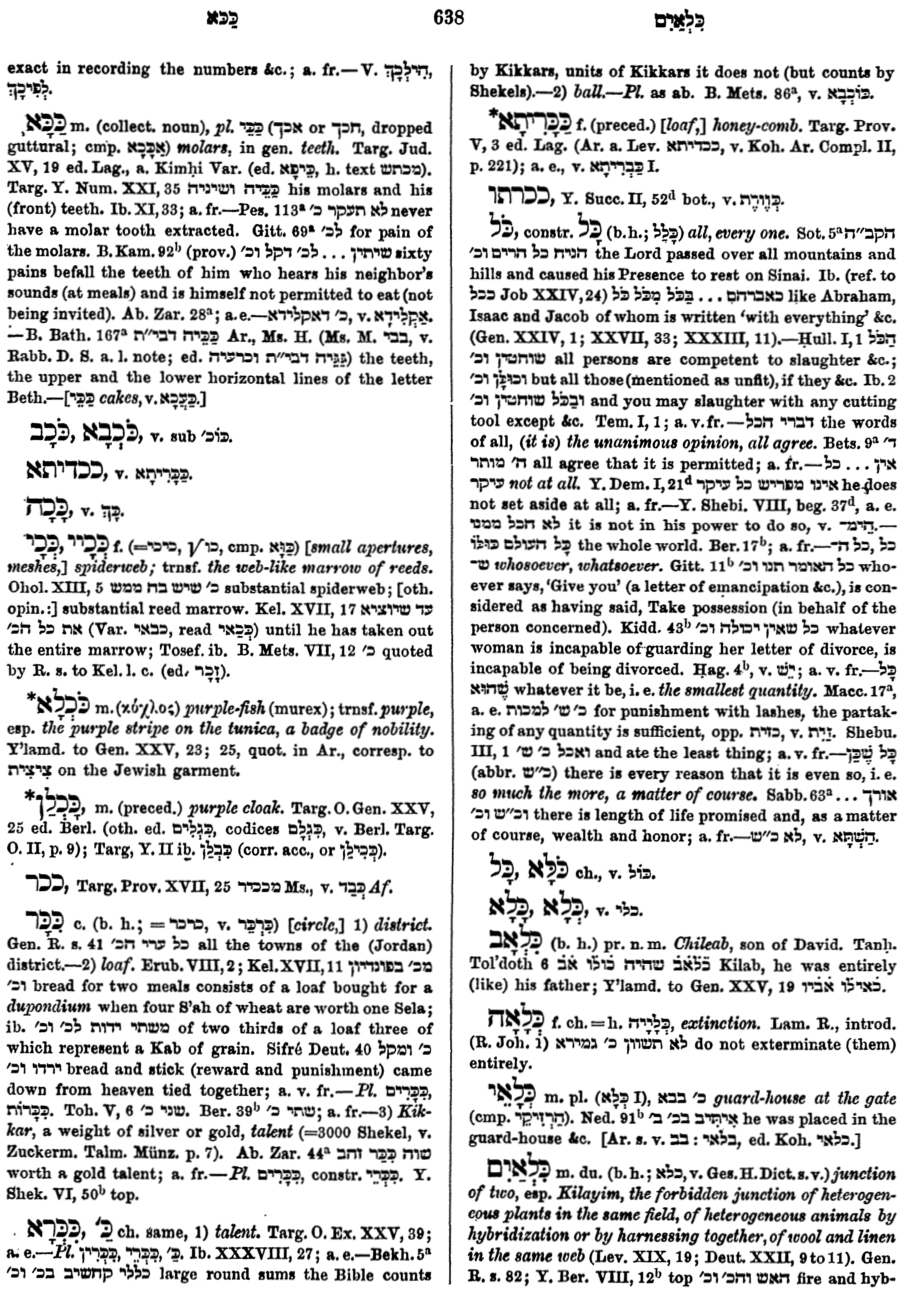 כַּכָּא 638 כִּלְאַיִם
exact in recording the numbers &c.; a. fr.—V. הִילְכָּךְ,
לְפִיכָךְ.
כַּכָּא m. (collect. noun), pl. כַּכֵּי (חכך or אכך, dropped
guttural; cmp. אֲכָכָא) molars, in gen. teeth. Targ. Jud.
XV, 19 ed. Lag., a. Kimḥi Var. (ed. כֵּיפָא, h. text מכתש).
Targ. Y. Num. XXI, 35 כַּכֵּיה ושיניה his molars and his
(front) teeth. Ib. XI, 33; a. fr.—Pes. 113ᵃ לא תעקר כ׳ never
have a molar tooth extracted. Gitt. 69ᵃ לכ׳ for pain of
the molars. B. Kam. 92ᵇ (prov.) שיתין . . . לכ׳ דקל וכ׳ sixty
pains befall the teeth of him who hears his neighbor's
sounds (at meals) and is himself not permitted to eat (not
being invited). Ab. Zar. 28ᵃ; a. e.—כ׳ דאקלידא, v. אַקְלִידָא.
—B. Bath. 167ᵃ כַּכֵּיה דבי״ת Ar., Ms. H. (Ms. M. בבי, v.
Rabb. D. S. a. l. note; ed. גַּגֵּיה דבי״ת וכרעיה) the teeth,
the upper and the lower horizontal lines of the letter
Beth.—[כַּכֵּי cakes, v. כַּעֲכָא.]
כֹּכָב, כֹּכְבָא, v. sub כּוֹכ׳.
ככדיתא, v. כַּכָּרִיתָא.
כָּכָה, v. כָּךְ.
כְּכָיי, כְּכָי f. (=כיכי, √כו, cmp. כַּוָּא) [small apertures,
meshes,] spiderweb; trnsf. the web-like marrow of reeds.
Ohol. XIII, 5 כ׳ שיש בה ממש substantial spiderweb; [oth.
opin.:] substantial reed marrow. Kel. XVII, 17 עד שיוציא
את כל הכ׳ (Var. כבאי, read כְּכָאי) until he has taken out
the entire marrow; Tosef. ib. B. Mets. VII, 12 כ׳ quoted
by R. s. to Kel. l. c. (ed. זָכָר).
*כֹּכְלָא m. (κόχλος) purple-fish (murex); trnsf. purple,
esp. the purple stripe on the tunica, a badge of nobility.
Y'lamd. to Gen. XXV, 23; 25, quot. in Ar., corresp. to
ציצית on the Jewish garment.
*כֻּכְלָן, m. (preced.) purple cloak. Targ. O. Gen. XXV,
25 ed. Berl. (oth. ed. כִּגְלִים, codices כִּגְלָם, v. Berl. Targ.
O. II, p. 9); Targ. Y. II ib. כִּבְלָן (corr. acc., or כְּכִילָן).
ככר, Targ. Prov. XVII, 25 מככיר Ms., v. כְּבַד Af.
כִּכָּר c. (b. h.; = כרכר, v. כִּרְכֵּר) [circle,] 1) district.
Gen. R. s. 41 כל ערי הכ׳ all the towns of the (Jordan)
district.—2) loaf. Erub. VIII, 2; Kel. XVII, 11 מכ׳ בפונדיון
וכ׳ bread for two meals consists of a loaf bought for a
dupondium when four S'ah of wheat are worth one Sela;
ib. משתי ידות לכ׳ וכ׳ of two thirds of a loaf three of
which represent a Kab of grain. Sifré Deut. 40 כ׳ ומקל
ירדו וכ׳ bread and stick (reward and punishment) came
down from heaven tied together; a. v. fr.—Pl. כִּכָּרִים,
כִּכָּרוֹת. Toh. V, 6 שני כ׳. Ber. 39ᵇ שתי כ׳; a. fr.—3) Kik-
kar, a weight of silver or gold, talent (=3000 Shekel, v.
Zuckerm. Talm. Münz. p. 7). Ab. Zar. 44ᵃ שוה כִּכַּר זהב
worth a gold talent; a. fr.—Pl. כִּכָּרִים, constr. כִּכְּרֵי. Y.
Shek. VI, 50ᵇ top.
כִּכְּרָא, כַּ׳ ch. same, 1) talent. Targ. O. Ex. XXV, 39;
a. e.—Pl. כִּכְּרִין, כִּכְּרֵי, כַּ׳. Ib. XXXVIII, 27; a. e.—Bekh. 5ᵃ
כללי קחשיב בכ׳ וכ׳ large round sums the Bible counts
by Kikkars, units of Kikkars it does not (but counts by
Shekels).—2) ball.—Pl. as ab. B. Mets. 86ᵃ, v. כּוֹכְבָא.
*כַּכָּרִיתָא f. (preced.) [loaf,] honey-comb. Targ. Prov.
V, 3 ed. Lag. (Ar. a. Lev. ככדיתא, v. Koh. Ar. Compl. II,
p. 221); a. e., v. כַּבְרִיתָא I.
ככרתו, Y. Succ. II, 52ᵈ bot., v. כַּוֶּורֶת.
כֹּל, constr. כָּל (b. h.; כָּלַל) all, every one. Sot. 5ᵃ הקב״ה
הניח כל הרים וכ׳ the Lord passed over all mountains and
hills and caused his Presence to rest on Sinai. Ib. (ref. to
ככל Job XXIV, 24) כאברהם . . . בַּכֹּל מִכֹּל כֹּל like Abraham,
Isaac and Jacob of whom is written 'with everything' &c.
(Gen. XXIV, 1; XXVII, 33; XXXIII, 11).—Ḥull. I, 1 הַכֹּל
שוחטין וכ׳ all persons are competent to slaughter &c.;
וכולן וכ׳ but all those (mentioned as unfit), if they &c. Ib. 2
ובַכֹּל שוחטין וכ׳ and you may slaughter with any cutting
tool except &c. Tem. I, 1; a. v. fr.—דברי הכל the words
of all, (it is) the unanimous opinion, all agree. Bets. 9ᵃ ד׳
ה׳ מותר all agree that it is permitted; a. fr.—אין . . . כל
עיקר not at all. Y. Dem. I, 21ᵈ אינו מפריש כל עיקר he does
not set aside at all; a. fr.—Y. Shebi. VIII, beg. 37ᵈ, a. e.
לא הכל ממנו it is not in his power to do so, v. הימ־.—
כָּל העולם כולו the whole world. Ber. 17ᵇ; a. fr.—כל, כל ה־
ש־ whosoever, whatsoever. Gitt. 11ᵇ כל האומר תנו וכ׳ who-
ever says, 'Give you' (a letter of emancipation &c.), is con-
sidered as having said, Take possession (in behalf of the
person concerned). Kidd. 43ᵇ כל שאין יכולה וכ׳ whatever
woman is incapable of guarding her letter of divorce, is
incapable of being divorced. Ḥag. 4ᵇ, v. יֵשׁ; a. v. fr.—כָּל
שֶׁהוּא whatever it be, i. e. the smallest quantity. Macc. 17ᵃ,
a. e. כ׳ ש׳ למכות for punishment with lashes, the partak-
ing of any quantity is sufficient, opp. כזית, v. זַיִת. Shebu.
III, 1 ואכל כ׳ ש׳ and ate the least thing; a. v. fr.—כָּל שֶׁכֵּן
(abbr. כ״ש) there is every reason that it is even so, i. e.
so much the more, a matter of course. Sabb. 63ᵃ אורך . . .
וכ״ש וכ׳ there is length of life promised and, as a matter
of course, wealth and honor; a. fr.—לא כ״ש, v. הַשְׁתָּא.
כָּל, כֹּלָּא ch., v. כּוֹל.
כָּלָא, כְּלָא, v. כלי.
כִּלְאָב (b. h.) pr. n. m. Chileab, son of David. Tanḥ.
Tol'doth 6 כלאב שהיה כולו אב Kilab, he was entirely
(like) his father; Y'lamd. to Gen. XXV, 19 כאילו אביו.
כְּלָאָה f. ch. = h. כְּלָיָיה, extinction. Lam. R., introd.
(R. Joh. 1) לא תשוון כ׳ גמירא do not exterminate (them)
entirely.
כְּלָאֵי m. pl. (כְּלָא I), כ׳ בבא guard-house at the gate
(cmp. הַרְזִיקֵי). Ned. 91ᵇ אִיתֵּיב בכ׳ ב׳ he was placed in the
guard-house &c. [Ar. s. v. בב: כלאי, ed. Koh. כלאי.]
כִּלְאַיִם m. du. (b. h.; כלא, v. Ges. H. Dict. s. v.) junction
of two, esp. Kilayim, the forbidden junction of heterogen-
eous plants in the same field, of heterogeneous animals by
hybridization or by harnessing together, of wool and linen
in the same web (Lev. XIX, 19; Deut. XXII, 9 to 11). Gen.
R. s. 82; Y. Ber. VIII, 12ᵇ top האש והכ׳ וכ׳ fire and hyb-